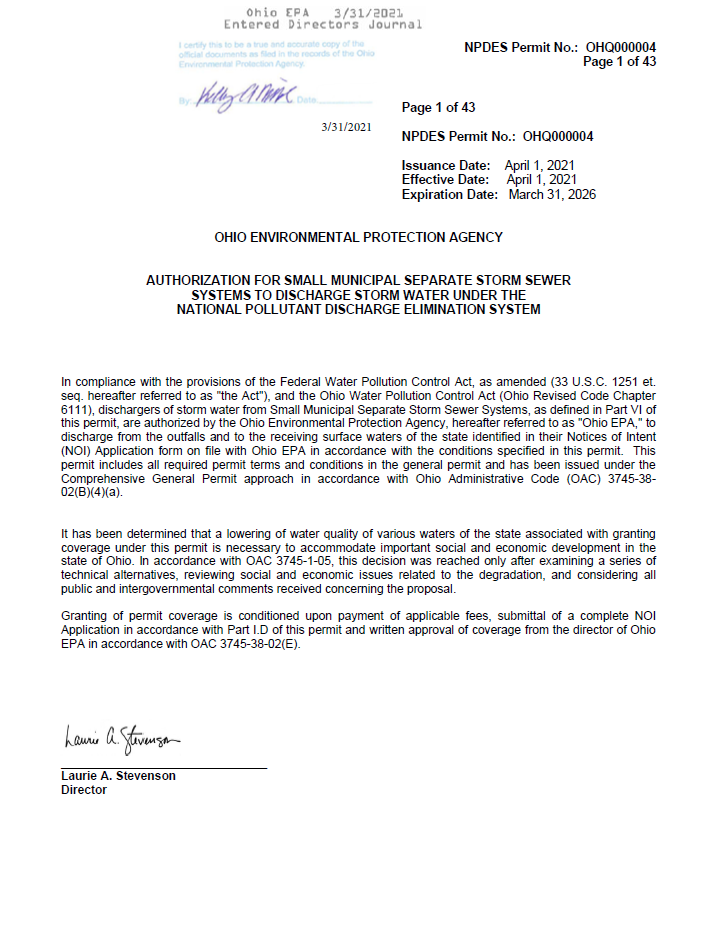 Ohio EPA 3/31/2021
Entered Directors Journal
I certify this to be a true and accurate copy of the
official documents as filed in the records of the Ohio
Environmental Protection Agency.
By: Date
3/31/2021
NPDES Permit No.: OHQ000004
Page 1 of 43
Page 1 of 43
NPDES Permit No.: OHQ000004
Issuance Date: April 1, 2021
Effective Date: April 1, 2021
Expiration Date: March 31, 2026
OHIO ENVIRONMENTAL PROTECTION AGENCY
AUTHORIZATION FOR SMALL MUNICIPAL SEPARATE STORM SEWER
SYSTEMS TO DISCHARGE STORM WATER UNDER THE
NATIONAL POLLUTANT DISCHARGE ELIMINATION SYSTEM
In compliance with the provisions of the Federal Water Pollution Control Act, as amended (33 U.S.C. 1251 et.
seq. hereafter referred to as "the Act"), and the Ohio Water Pollution Control Act (Ohio Revised Code Chapter
6111), dischargers of storm water from Small Municipal Separate Storm Sewer Systems, as defined in Part VI of
this permit, are authorized by the Ohio Environmental Protection Agency, hereafter referred to as "Ohio EPA," to
discharge from the outfalls and to the receiving surface waters of the state identified in their Notices of Intent
(NOI) Application form on file with Ohio EPA in accordance with the conditions specified in this permit. This
permit includes all required permit terms and conditions in the general permit and has been issued under the
Comprehensive General Permit approach in accordance with Ohio Administrative Code (OAC) 3745-38-
02(B)(4)(a).
It has been determined that a lowering of water quality of various waters of the state associated with granting
coverage under this permit is necessary to accommodate important social and economic development in the
state of Ohio. In accordance with OAC 3745-1-05, this decision was reached only after examining a series of
technical alternatives, reviewing social and economic issues related to the degradation, and considering all
public and intergovernmental comments received concerning the proposal.
Granting of permit coverage is conditioned upon payment of applicable fees, submittal of a complete NOI
Application in accordance with Part I.D of this permit and written approval of coverage from the director of Ohio
EPA in accordance with OAC 3745-38-02(E).
Laurie A. Stevenson
Laurie A. Stevenson
Director